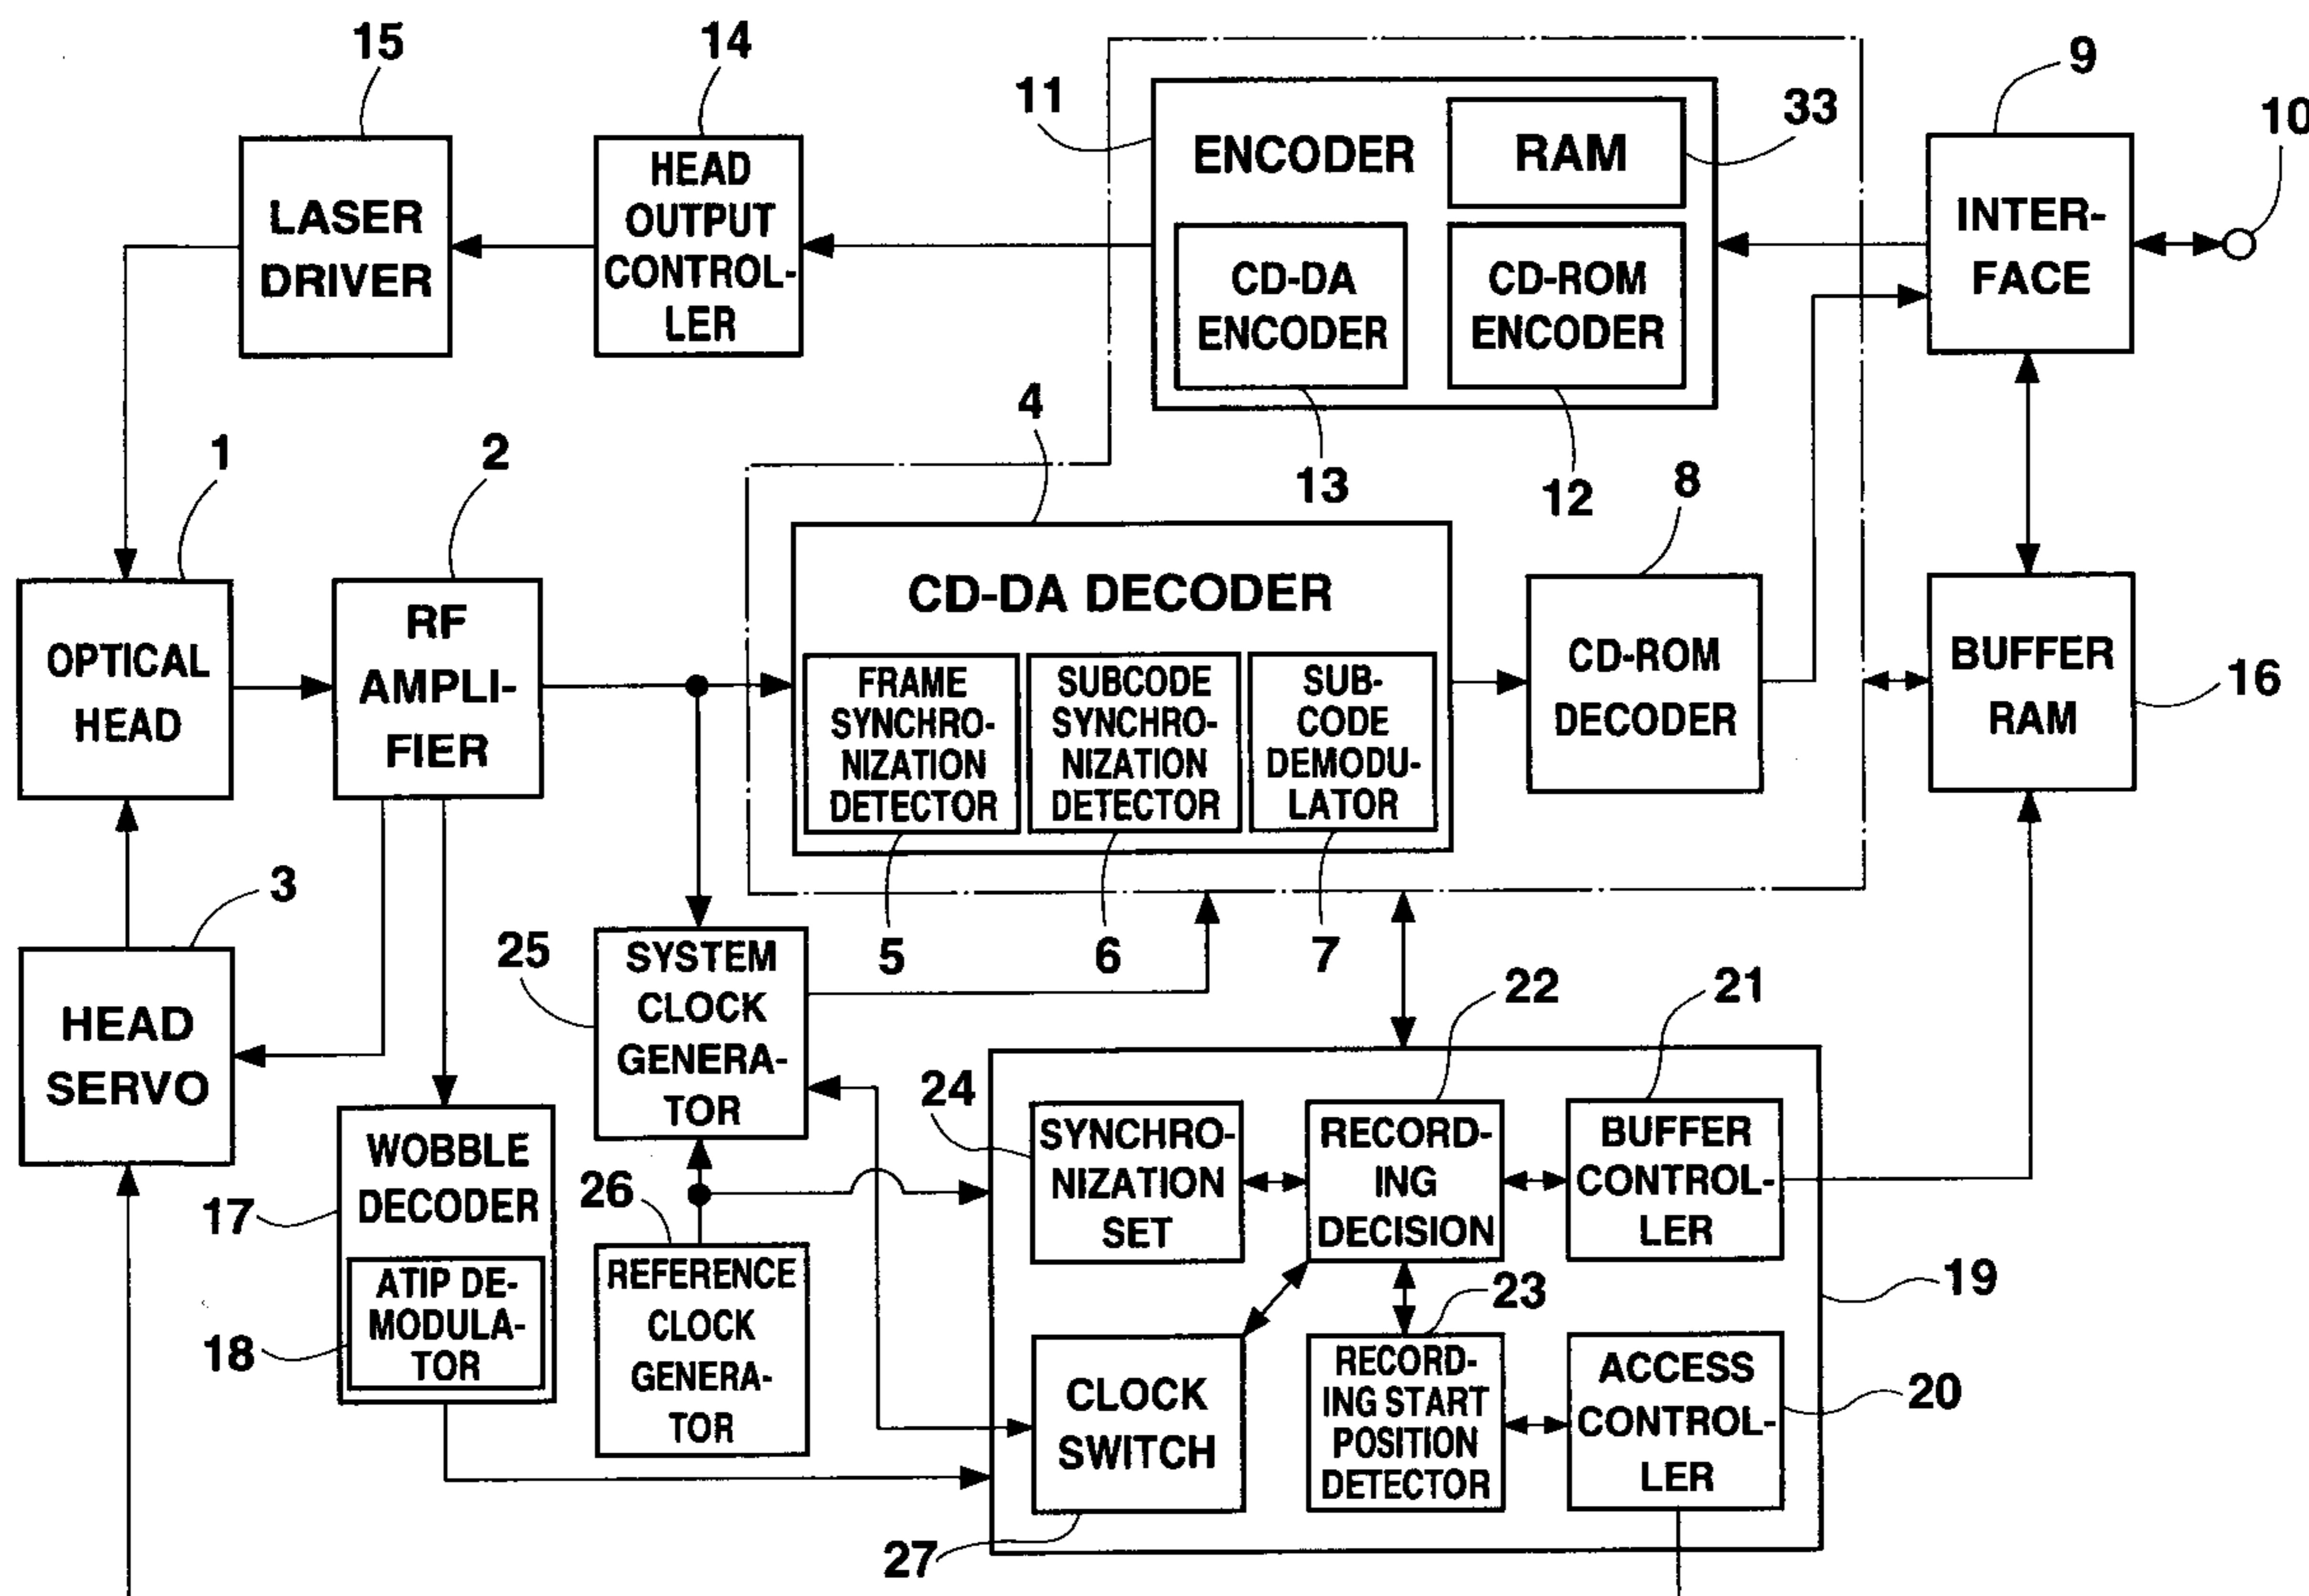 15
14
9
10
11
ENCODER
RAM
33
LASER
DRIVER
HEAD
OUTPUT
CONTROL-
LER
CD-DA
ENCODER
CD-ROM
ENCODER
INTER-
FACE
13
12
1
2
4
8
OPTICAL
HEAD
RF
AMPLI-
FIER
CD-DA DECODER
FRAME
SYNCHRO-
NIZATION
DETECTOR
SUBCODE
SYNCHRO-
NIZATION
DETECTOR
SUB-
CODE
DEMODU-
LATOR
CD-ROM
DECODER
BUFFER
RAM
16
3
5
6
7
HEAD
SERVO
25
SYSTEM
CLOCK
GENERA-
TOR
22
21
24
SYNCHRO-
NIZATION
SET
RECORD-
ING
DECISION
BUFFER
CONTROL-
LER
17
WOBBLE
DECODER
18
ATIP DE-
MODULA-
TOR
26
REFERENCE
CLOCK
GENERA-
TOR
23
19
CLOCK
SWITCH
RECORD-
ING START
POSITION
DETECTOR
ACCESS
CONTROL-
LER
20
27